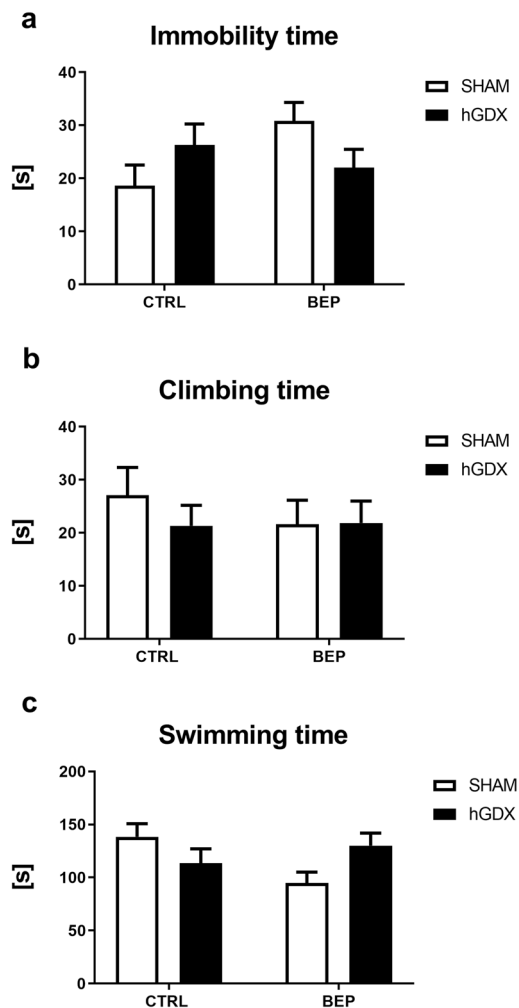 a
Immobility time
40
30
20
10
0
[s]
CTRL
BEP
SHAM
hGDX
b
Climbing time
40
30
20
10
0
[s]
CTRL
BEP
SHAM
hGDX
c
Swimming time
200
150
100
50
0
[s]
CTRL
BEP
SHAM
hGDX